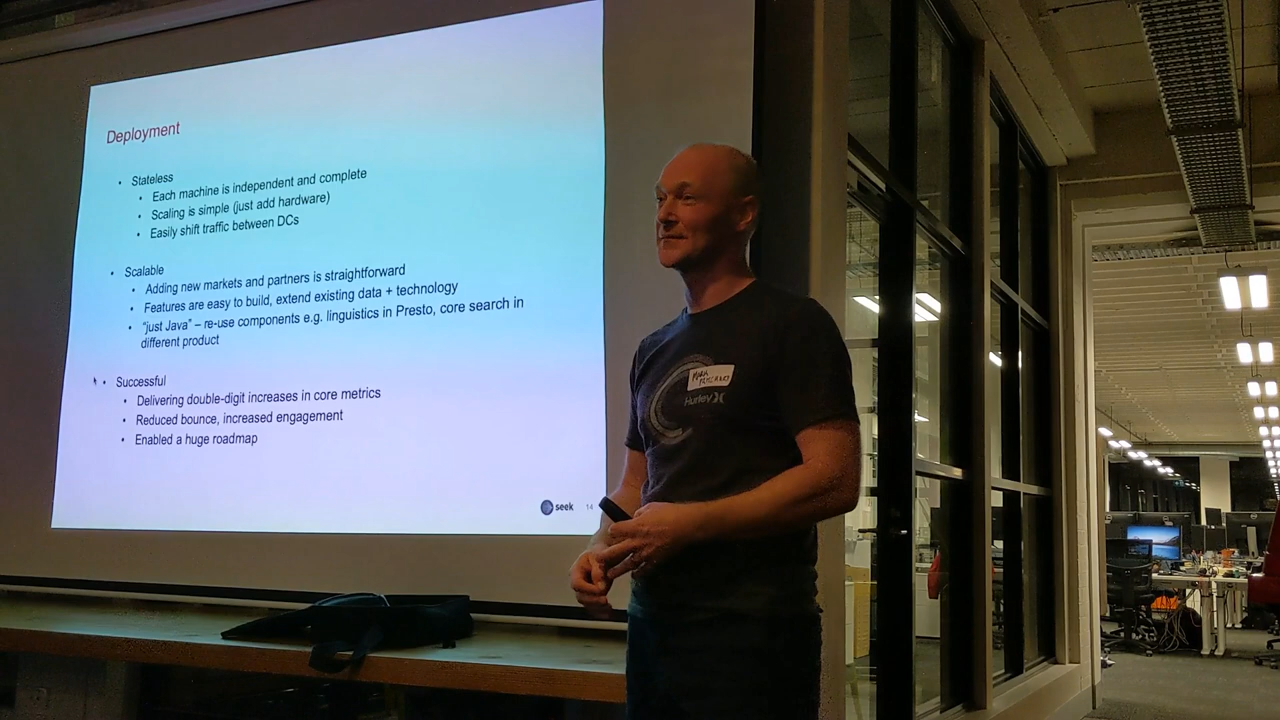 Deployment
• Stateless
• Each machine is independent and complete
• Scaling is simple (just add hardware)
• Easily shift traffic between DCs
• Scalable
• Adding new markets and partners is straightforward
• Features are easy to build, extend existing data + technology
• “just Java” – re-use components e.g. linguistics in Presto, core search in
different product
• Successful
• Delivering double-digit increases in core metrics
• Reduced bounce, increased engagement
• Enabled a huge roadmap
seek 14
Mark
Hurley